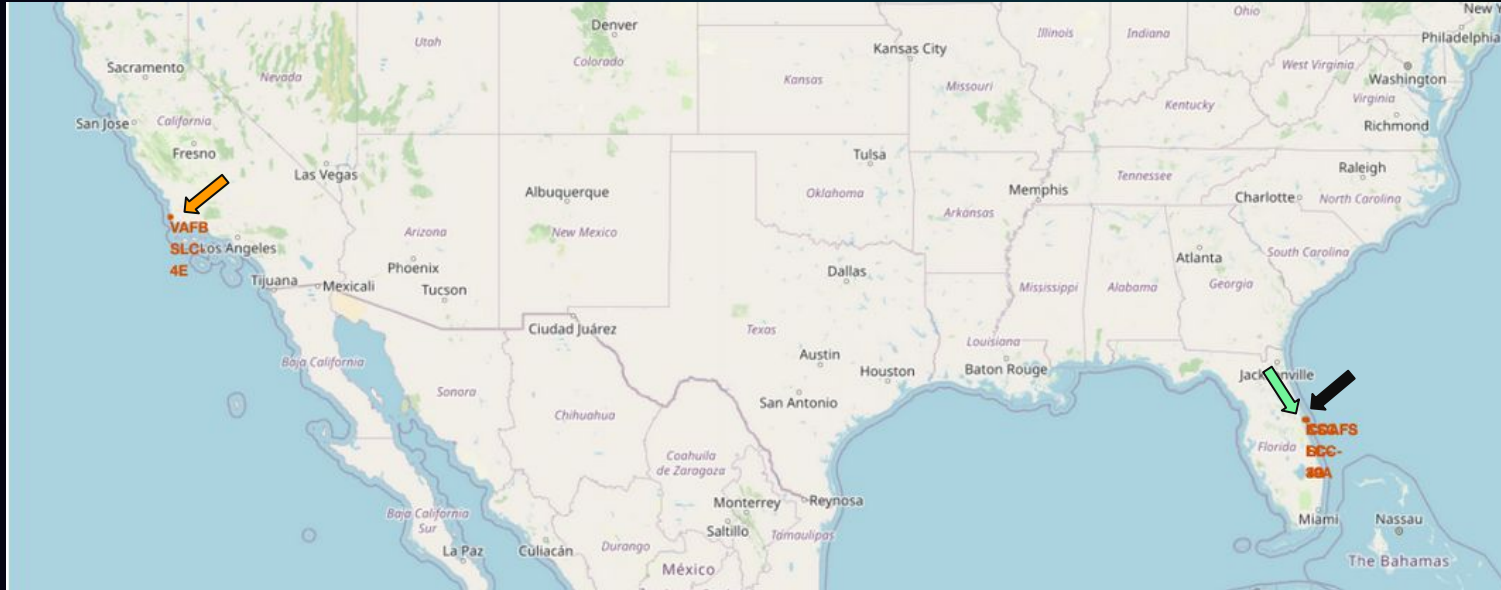 New Y
Ohio
Denver
Illinois
Indiana
Philadelphia
Utah
Kansas City
Colorado
West Virginia
Sacramento
Nevada
Kansas
Missouri
Washington
Virginia
Kentucky
San Jose
California
Richmond
Fresno
Tulsa
Raleigh
Las Vegas
Tennessee
Albuquerque
Oklahoma
Memphis
Charlotte
North Carolina
Arkansas
VAFB
SLC-
4E
Los Angeles
Arizona
New Mexico
South Carolina
Atlanta
Phoenix
Dallas
Georgia
Tijuana
Mexicali
Tucson
Mississippi
Alabama
Ciudad Juárez
Texas
Louisiana
Austin
Baja California
Houston
Baton Rouge
Jacksonville
Sonora
San Antonio
Chihuahua
Florida
Coahuila
de Zaragoza
Monterrey
Reynosa
Baja California
Sur
Miami
Nassau
Saltillo
Tamaulipas
La Paz
Culiacán
Durango
The Bahamas
México